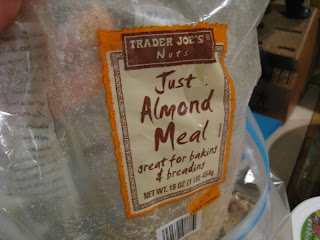 TRADER JOE'S®
Nuts
Just
Almond
Meal
great for baking
& breading
NET WT. 16 OZ (1 LB) 454g